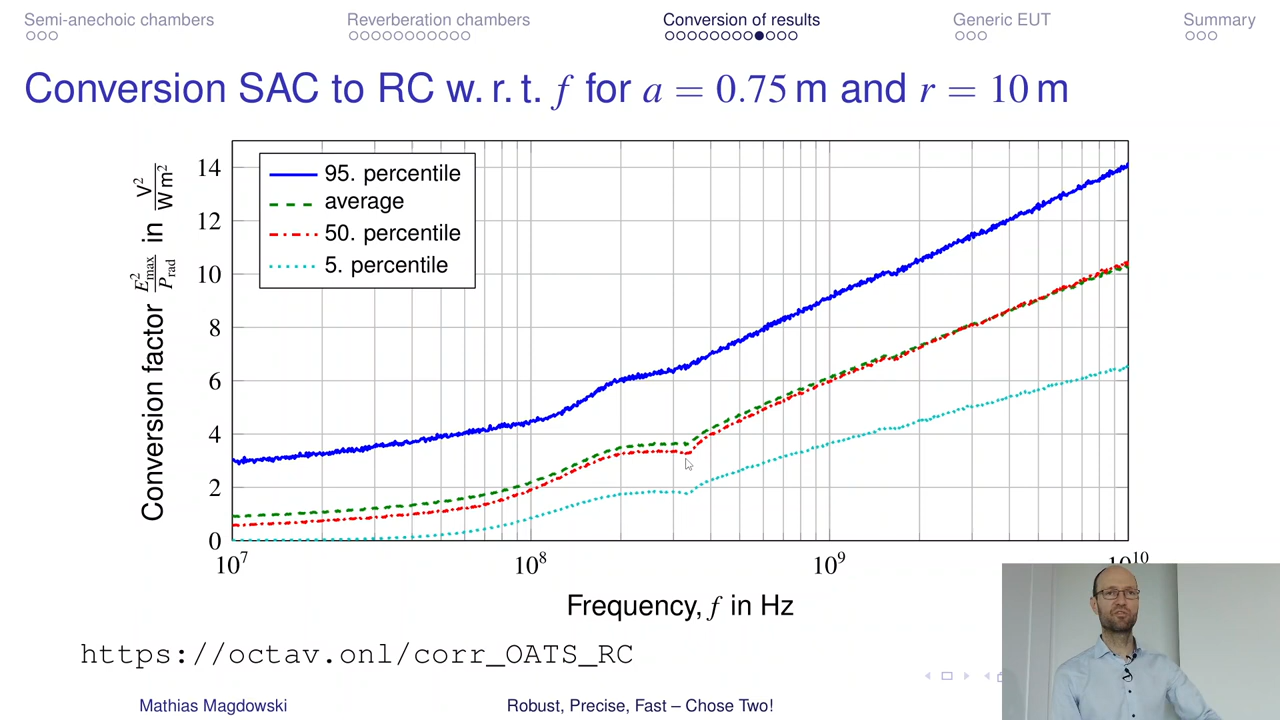 Semi-anechoic chambers Reverberation chambers Conversion of results Generic EUT Summary
Conversion SAC to RC w. r. t. f for a = 0.75 m and r = 10 m
95. percentile
average
50. percentile
5. percentile
Conversion factor E²max/Prad in V²/W m²
14
12
10
8
6
4
2
0
10⁷ 10⁸ 10⁹ 10¹⁰
Frequency, f in Hz
https://octav.onl/corr_OATS_RC
Mathias Magdowski Robust, Precise, Fast – Chose Two!